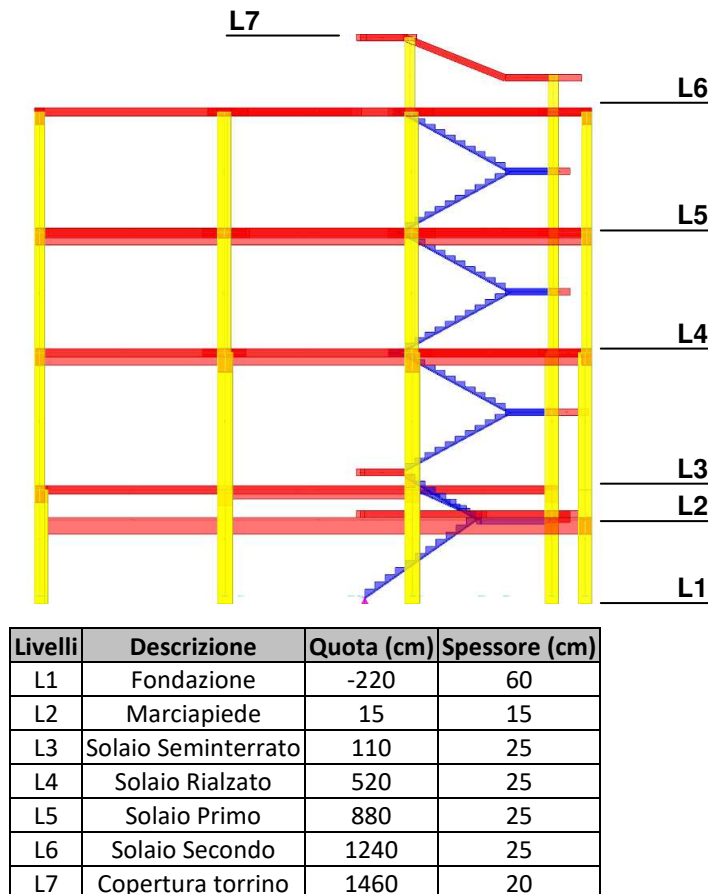 L7
L6
L5
L4
L3
L2
L1
Livelli Descrizione Quota (cm) Spessore (cm)
L1 Fondazione -220 60
L2 Marciapiede 15 15
L3 Solaio Seminterrato 110 25
L4 Solaio Rialzato 520 25
L5 Solaio Primo 880 25
L6 Solaio Secondo 1240 25
L7 Copertura torrino 1460 20